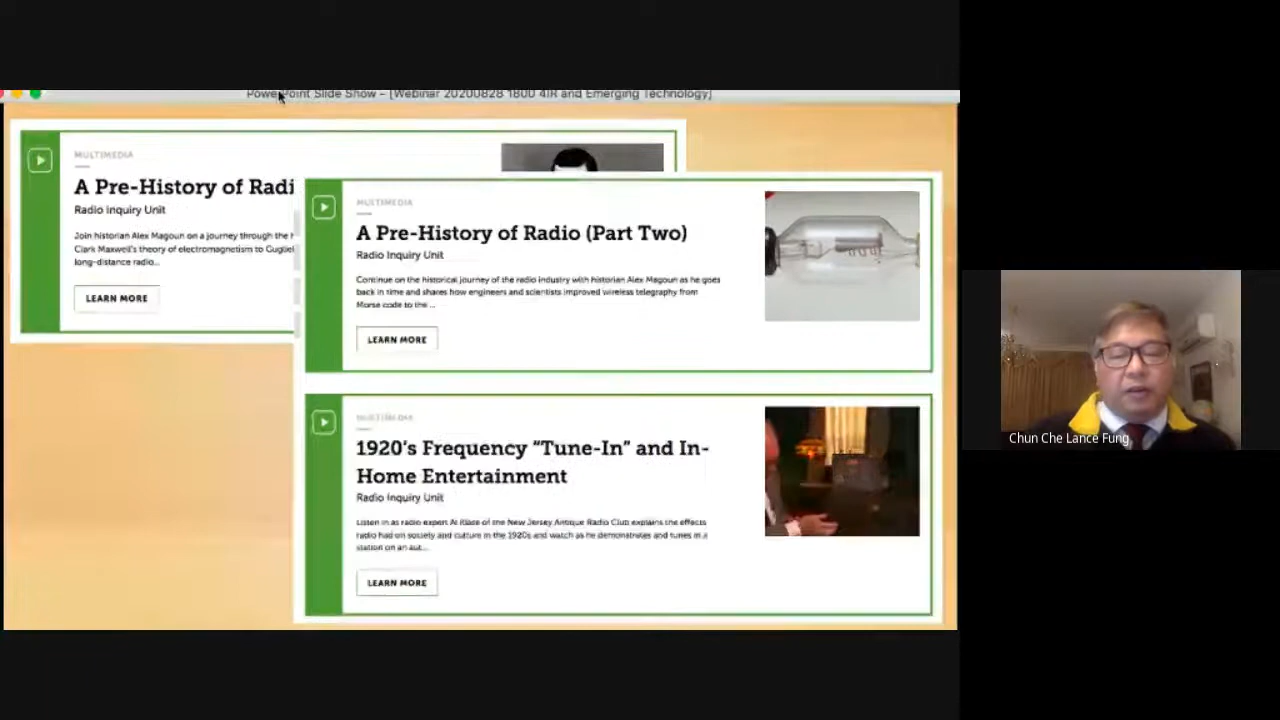 PowerPoint Slide Show – [Webinar 20200828 1800 4IR and Emerging Technology]
MULTIMEDIA
A Pre-History of Radi
Radio Inquiry Unit
Join historian Alex Magoun on a journey through the h
Clark Maxwell's theory of electromagnetism to Gugliel
long-distance radio...
LEARN MORE
MULTIMEDIA
A Pre-History of Radio (Part Two)
Radio Inquiry Unit
Continue on the historical journey of the radio industry with historian Alex Magoun as he goes
back in time and shares how engineers and scientists improved wireless telegraphy from
Morse code to the ...
LEARN MORE
MULTIMEDIA
1920's Frequency "Tune-In" and In-
Home Entertainment
Radio Inquiry Unit
Listen in as radio expert Al Klase of the New Jersey Antique Radio Club explains the effects
radio had on society and culture in the 1920s and watch as he demonstrates and tunes in a
station on an aut...
LEARN MORE
Chun Che Lance Fung